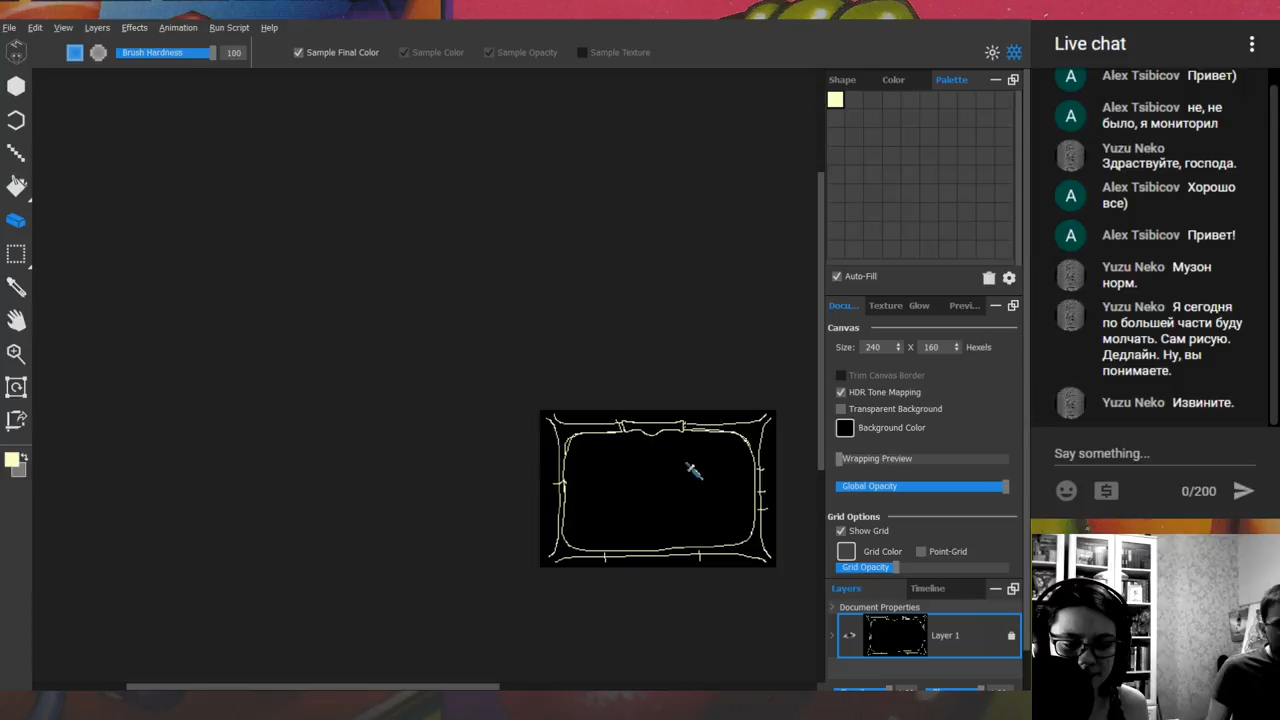 File Edit View Layers Effects Animation Run Script Help
Live chat
Brush Hardness 100 Sample Final Color Sample Color Sample Opacity Sample Texture
Shape Color Palette
Alex Tsibicov Привет)
Alex Tsibicov не, не
было, я мониторил
Yuzu Neko
Здраствуйте, господа.
Alex Tsibicov Хорошо
все)
Alex Tsibicov Привет!
Yuzu Neko Музон
норм.
Yuzu Neko Я сегодня
по большей части буду
молчать. Сам рисую.
Дедлайн. Ну, вы
понимаете.
Yuzu Neko Извините.
Say something...
0/200
Auto-Fill
Docu... Texture Glow Previ...
Canvas
Size: 240 X 160 Hexels
Trim Canvas Border
HDR Tone Mapping
Transparent Background
Background Color
Wrapping Preview
Global Opacity
Grid Options
Show Grid
Grid Color Point-Grid
Grid Opacity
Layers Timeline
Document Properties
Layer 1